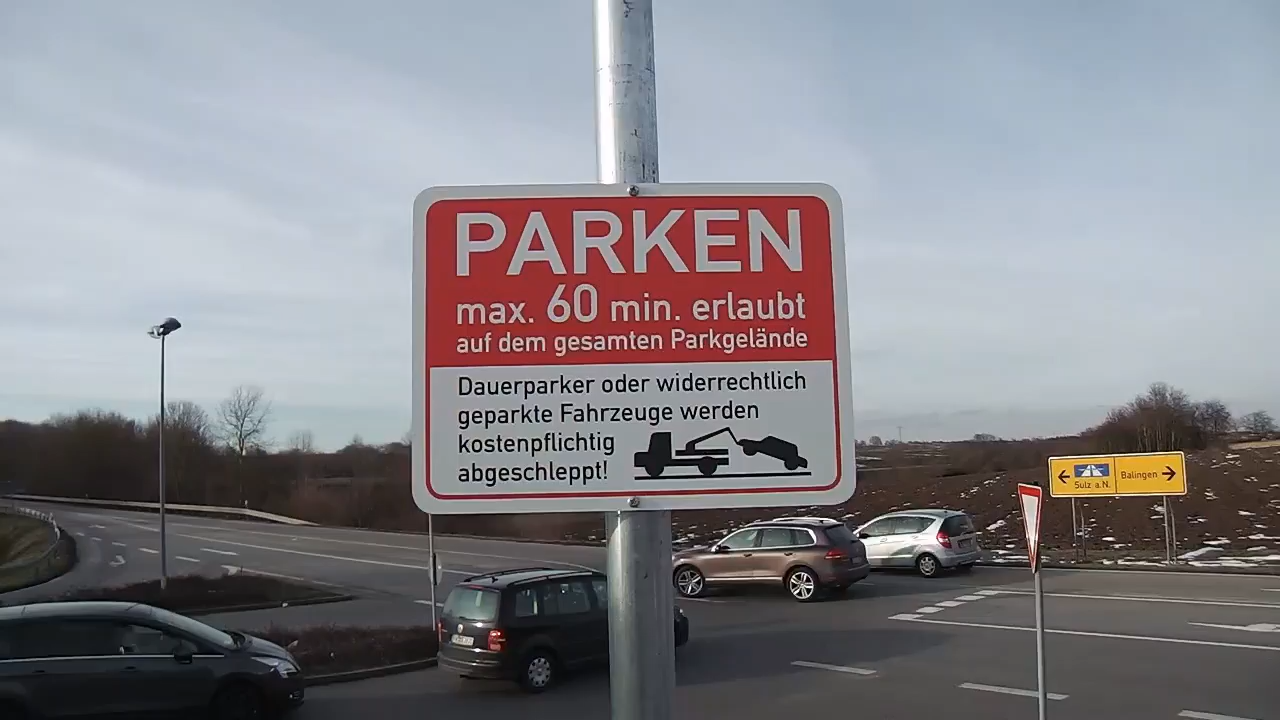 PARKEN
max. 60 min. erlaubt
auf dem gesamten Parkgelände
Dauerparker oder widerrechtlich
geparkte Fahrzeuge werden
kostenpflichtig
abgeschleppt!
Sulz a.N.
Balingen